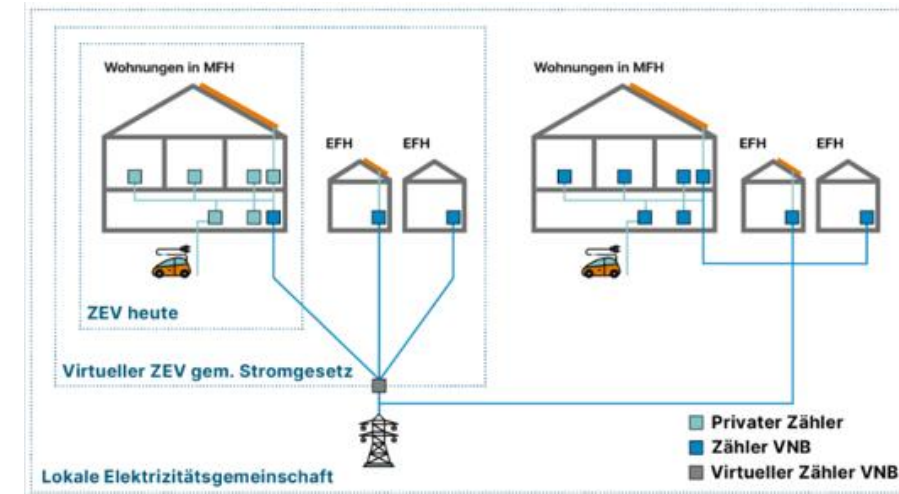 Wohnungen in MFH
EFH
EFH
ZEV heute
Virtueller ZEV gem. Stromgesetz
Lokale Elektrizitätsgemeinschaft
Wohnungen in MFH
EFH
EFH
Privater Zähler
Zähler VNB
Virtueller Zähler VNB